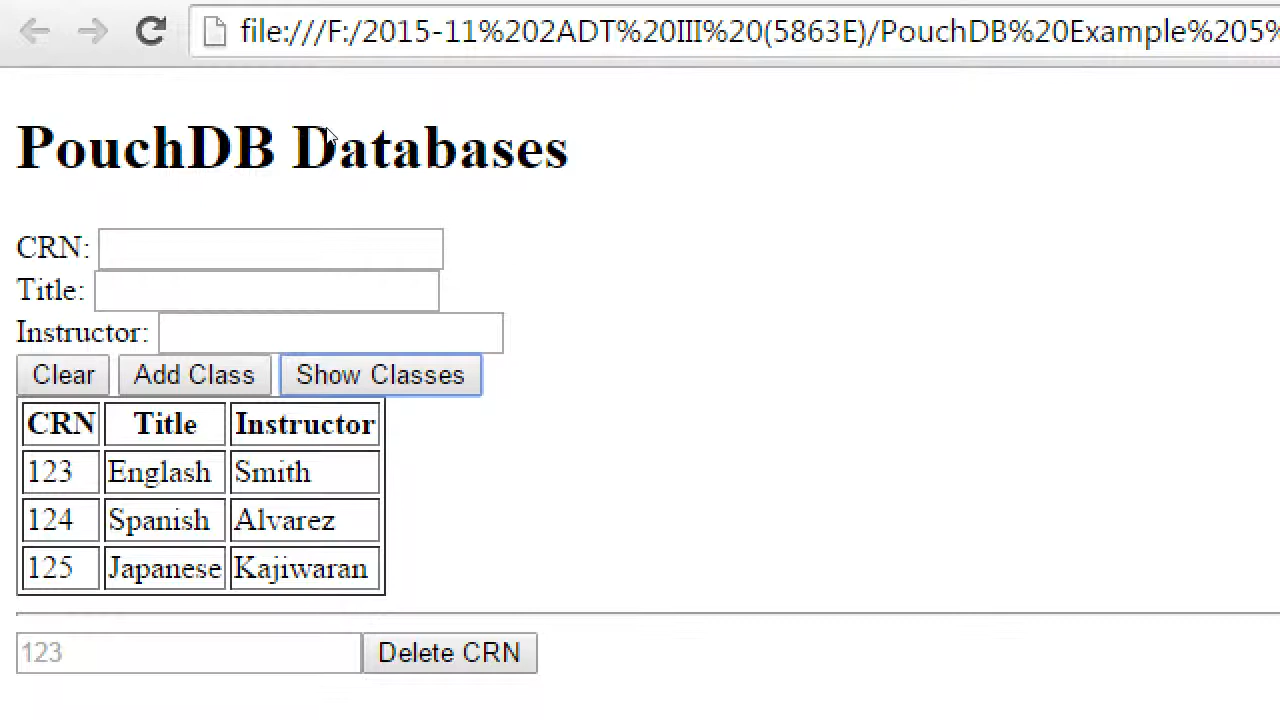 file:///F:/2015-11%202ADT%20III%20(5863E)/PouchDB%20Example%205%
PouchDB Databases
CRN:
Title:
Instructor:
Clear Add Class Show Classes
CRN Title Instructor
123 Englash Smith
124 Spanish Alvarez
125 Japanese Kajiwaran
123 Delete CRN